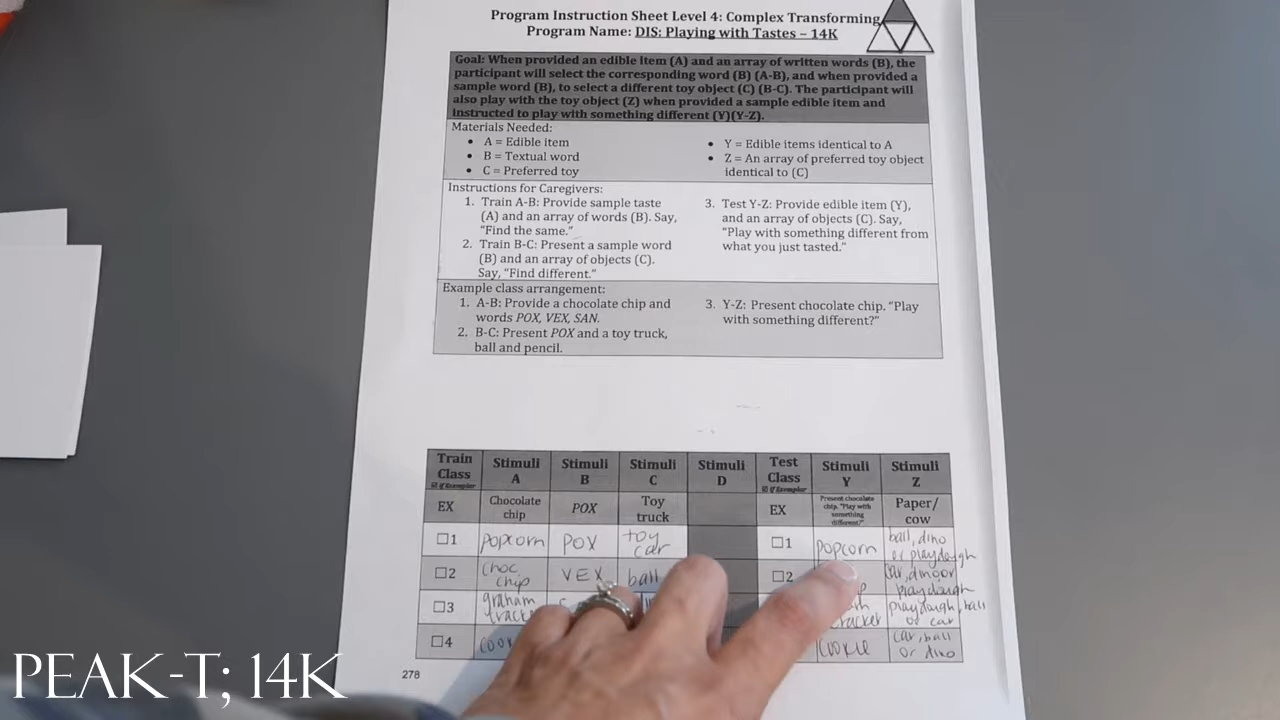 Program Instruction Sheet Level 4: Complex Transforming
Program Name: DIS: Playing with Tastes – 14K
Goal: When provided an edible item (A) and an array of written words (B), the
participant will select the corresponding word (B) (A-B), and when provided a
sample word (B), to select a different toy object (C) (B-C). The participant will
also play with the toy object (Z) when provided a sample edible item and
instructed to play with something different (Y)(Y-Z).
Materials Needed:
• A = Edible item
• B = Textual word
• C = Preferred toy
• Y = Edible items identical to A
• Z = An array of preferred toy object
identical to (C)
Instructions for Caregivers:
1. Train A-B: Provide sample taste
(A) and an array of words (B). Say,
"Find the same."
2. Train B-C: Present a sample word
(B) and an array of objects (C).
Say, "Find different."
3. Test Y-Z: Provide edible item (Y),
and an array of objects (C). Say,
"Play with something different from
what you just tasted."
Example class arrangement:
1. A-B: Provide a chocolate chip and
words POX, VEX, SAN.
2. B-C: Present POX and a toy truck,
ball and pencil.
3. Y-Z: Present chocolate chip. "Play
with something different?"
Train Class Stimuli A Stimuli B Stimuli C Stimuli D Test Class Stimuli Y Stimuli Z
EX Chocolate chip POX Toy truck EX Present chocolate chip. "Play with something different?" Paper/ cow
1 popcorn POX toy car 1 popcorn ball, dino or playdough
2 choc chip VEX ball 2 car, dino or playdough
3 graham cracker 3 cracker playdough, ball or car
4 4 cookie car, ball or dino
278
PEAK-T; 14K